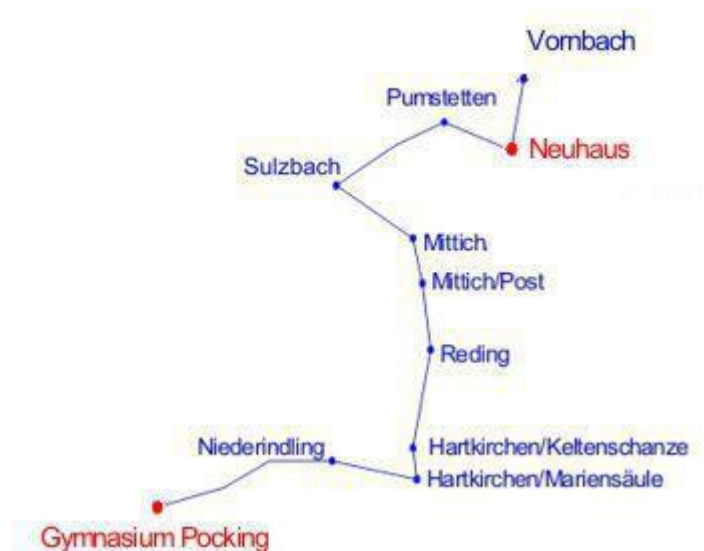 Vornbach
Pumstetten
Neuhaus
Sulzbach
Mittich
Mittich/Post
Reding
Niederindling
Hartkirchen/Keltenschanze
Hartkirchen/Mariensäule
Gymnasium Pocking